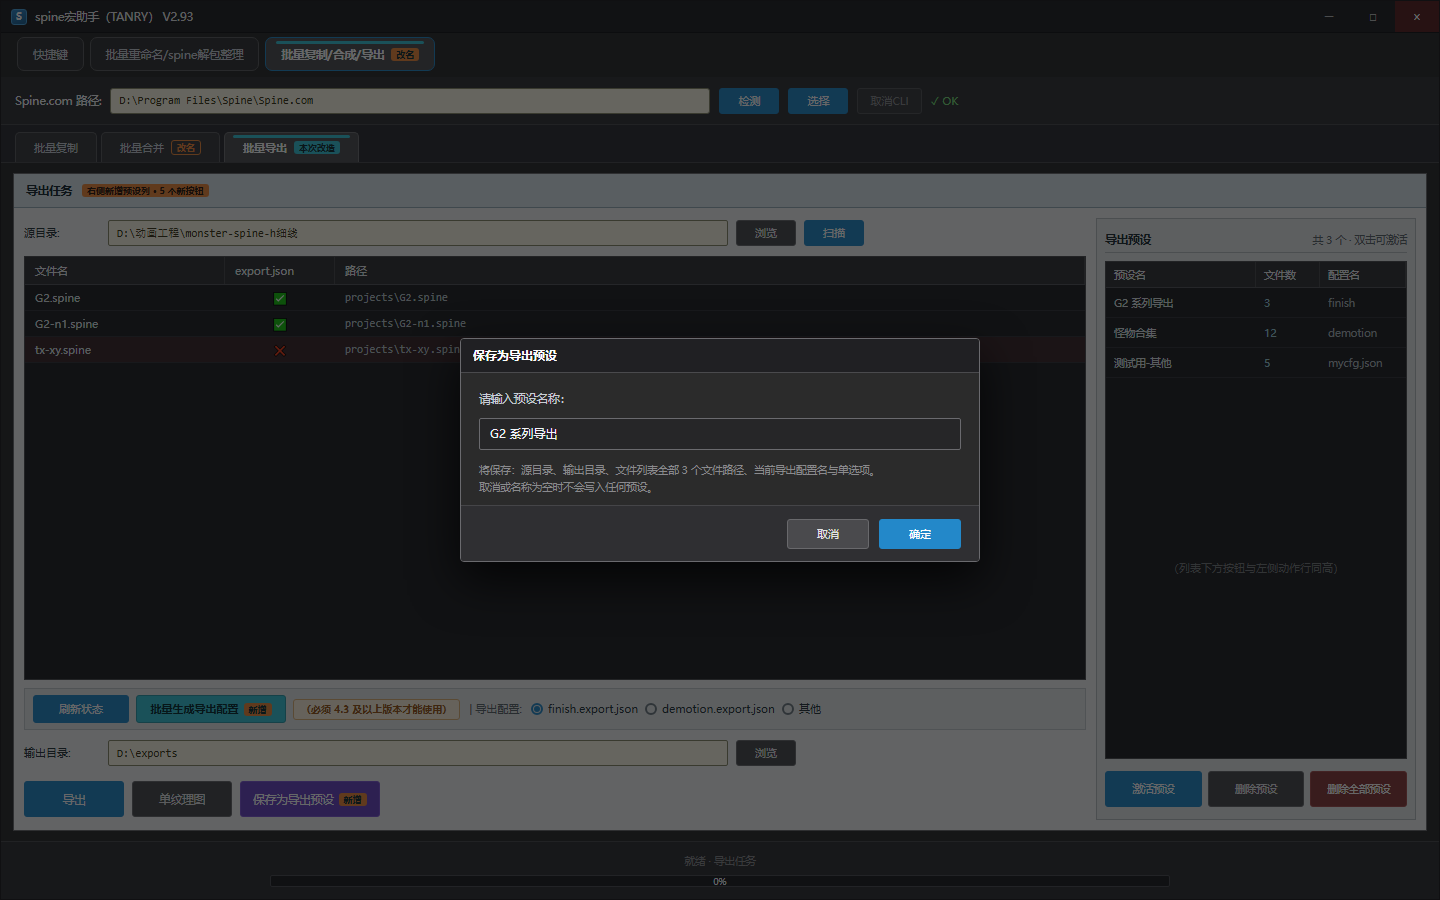 S spine宏助手 (TANRY) V2.93
快捷键 批量重命名/spine解包整理 批量复制/合成/导出 改名
Spine.com 路径: D:\Program Files\Spine\Spine.com 检测 选择 取消CLI ✓ OK
批量复制 批量合并 改名 批量导出 本次改造
导出任务 右侧新增预设列 + 5 个新按钮
源目录: D:\动画工程\monster-spine-h细绫 浏览 扫描
文件名 export.json 路径
G2.spine projects\G2.spine
G2-n1.spine projects\G2-n1.spine
tx-xy.spine projects\tx-xy.spin
导出预设 共 3 个 · 双击可激活
预设名 文件数 配置名
G2 系列导出 3 finish
怪物合集 12 demotion
测试用-其他 5 mycfg.json
(列表下方按钮与左侧动作行同高)
保存为导出预设
请输入预设名称:
G2 系列导出
将保存: 源目录、输出目录、文件列表全部 3 个文件路径、当前导出配置名与单选项。
取消或名称为空时不会写入任何预设。
取消 确定
刷新状态 批量生成导出配置 新增 (必须 4.3 及以上版本才能使用) | 导出配置: finish.export.json demotion.export.json 其他
输出目录: D:\exports 浏览
导出 单纹理图 保存为导出预设 新增
激活预设 删除预设 删除全部预设
就绪 · 导出任务
0%